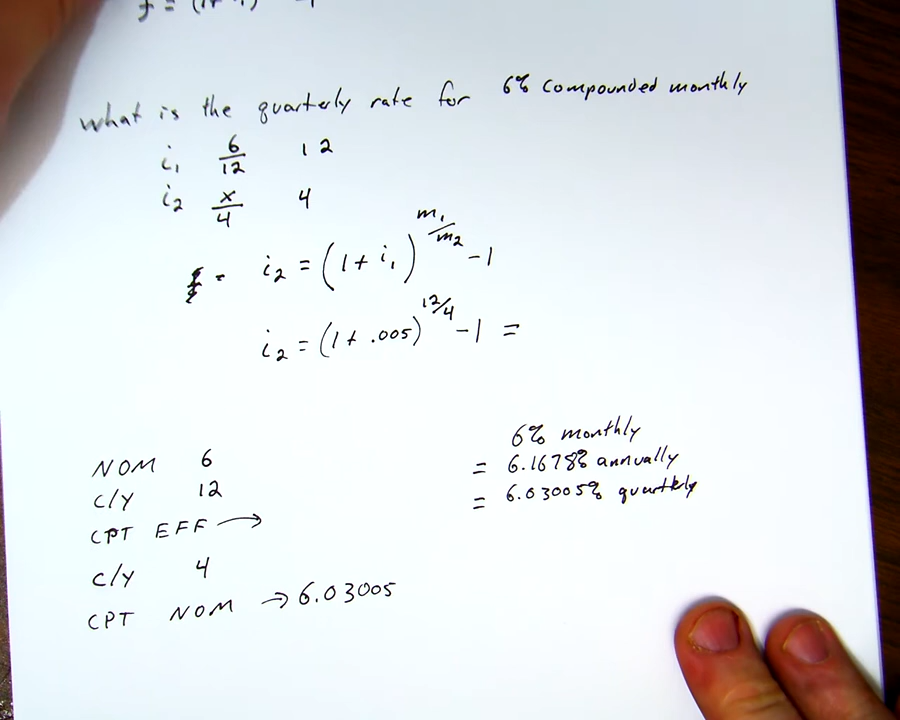 what is the quarterly rate for 6% compounded monthly
i₁ 6/12 12
i₂ x/4 4
i₂ = (1 + i₁)^(m₁/m₂) - 1
i₂ = (1 + .005)^(12/4) - 1 =
NOM 6
C/Y 12
CPT EFF →
C/Y 4
CPT NOM → 6.03005
6% monthly
= 6.1678% annually
= 6.03005% quarterly